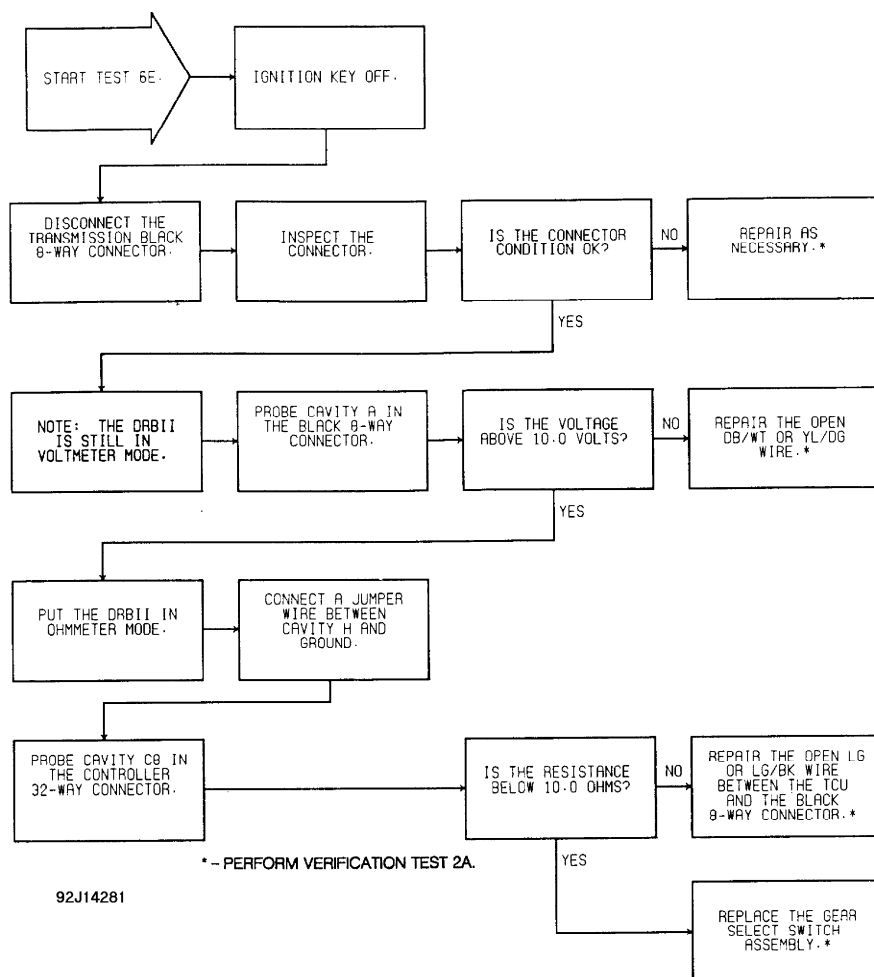 START TEST 6E.
IGNITION KEY OFF.
DISCONNECT THE
TRANSMISSION BLACK
8-WAY CONNECTOR.
INSPECT THE
CONNECTOR.
IS THE CONNECTOR
CONDITION OK?
NO
REPAIR AS
NECESSARY.*
YES
NOTE: THE DRBII
IS STILL IN
VOLTMETER MODE.
PROBE CAVITY A IN
THE BLACK 8-WAY
CONNECTOR.
IS THE VOLTAGE
ABOVE 10.0 VOLTS?
NO
REPAIR THE OPEN
DB/WT OR YL/DG
WIRE.*
YES
PUT THE DRBII IN
OHMMETER MODE.
CONNECT A JUMPER
WIRE BETWEEN
CAVITY H AND
GROUND.
PROBE CAVITY C8 IN
THE CONTROLLER
32-WAY CONNECTOR.
IS THE RESISTANCE
BELOW 10.0 OHMS?
NO
REPAIR THE OPEN LG
OR LG/BK WIRE
BETWEEN THE TCU
AND THE BLACK
8-WAY CONNECTOR.*
YES
REPLACE THE GEAR
SELECT SWITCH
ASSEMBLY.*
* – PERFORM VERIFICATION TEST 2A.
92J14281